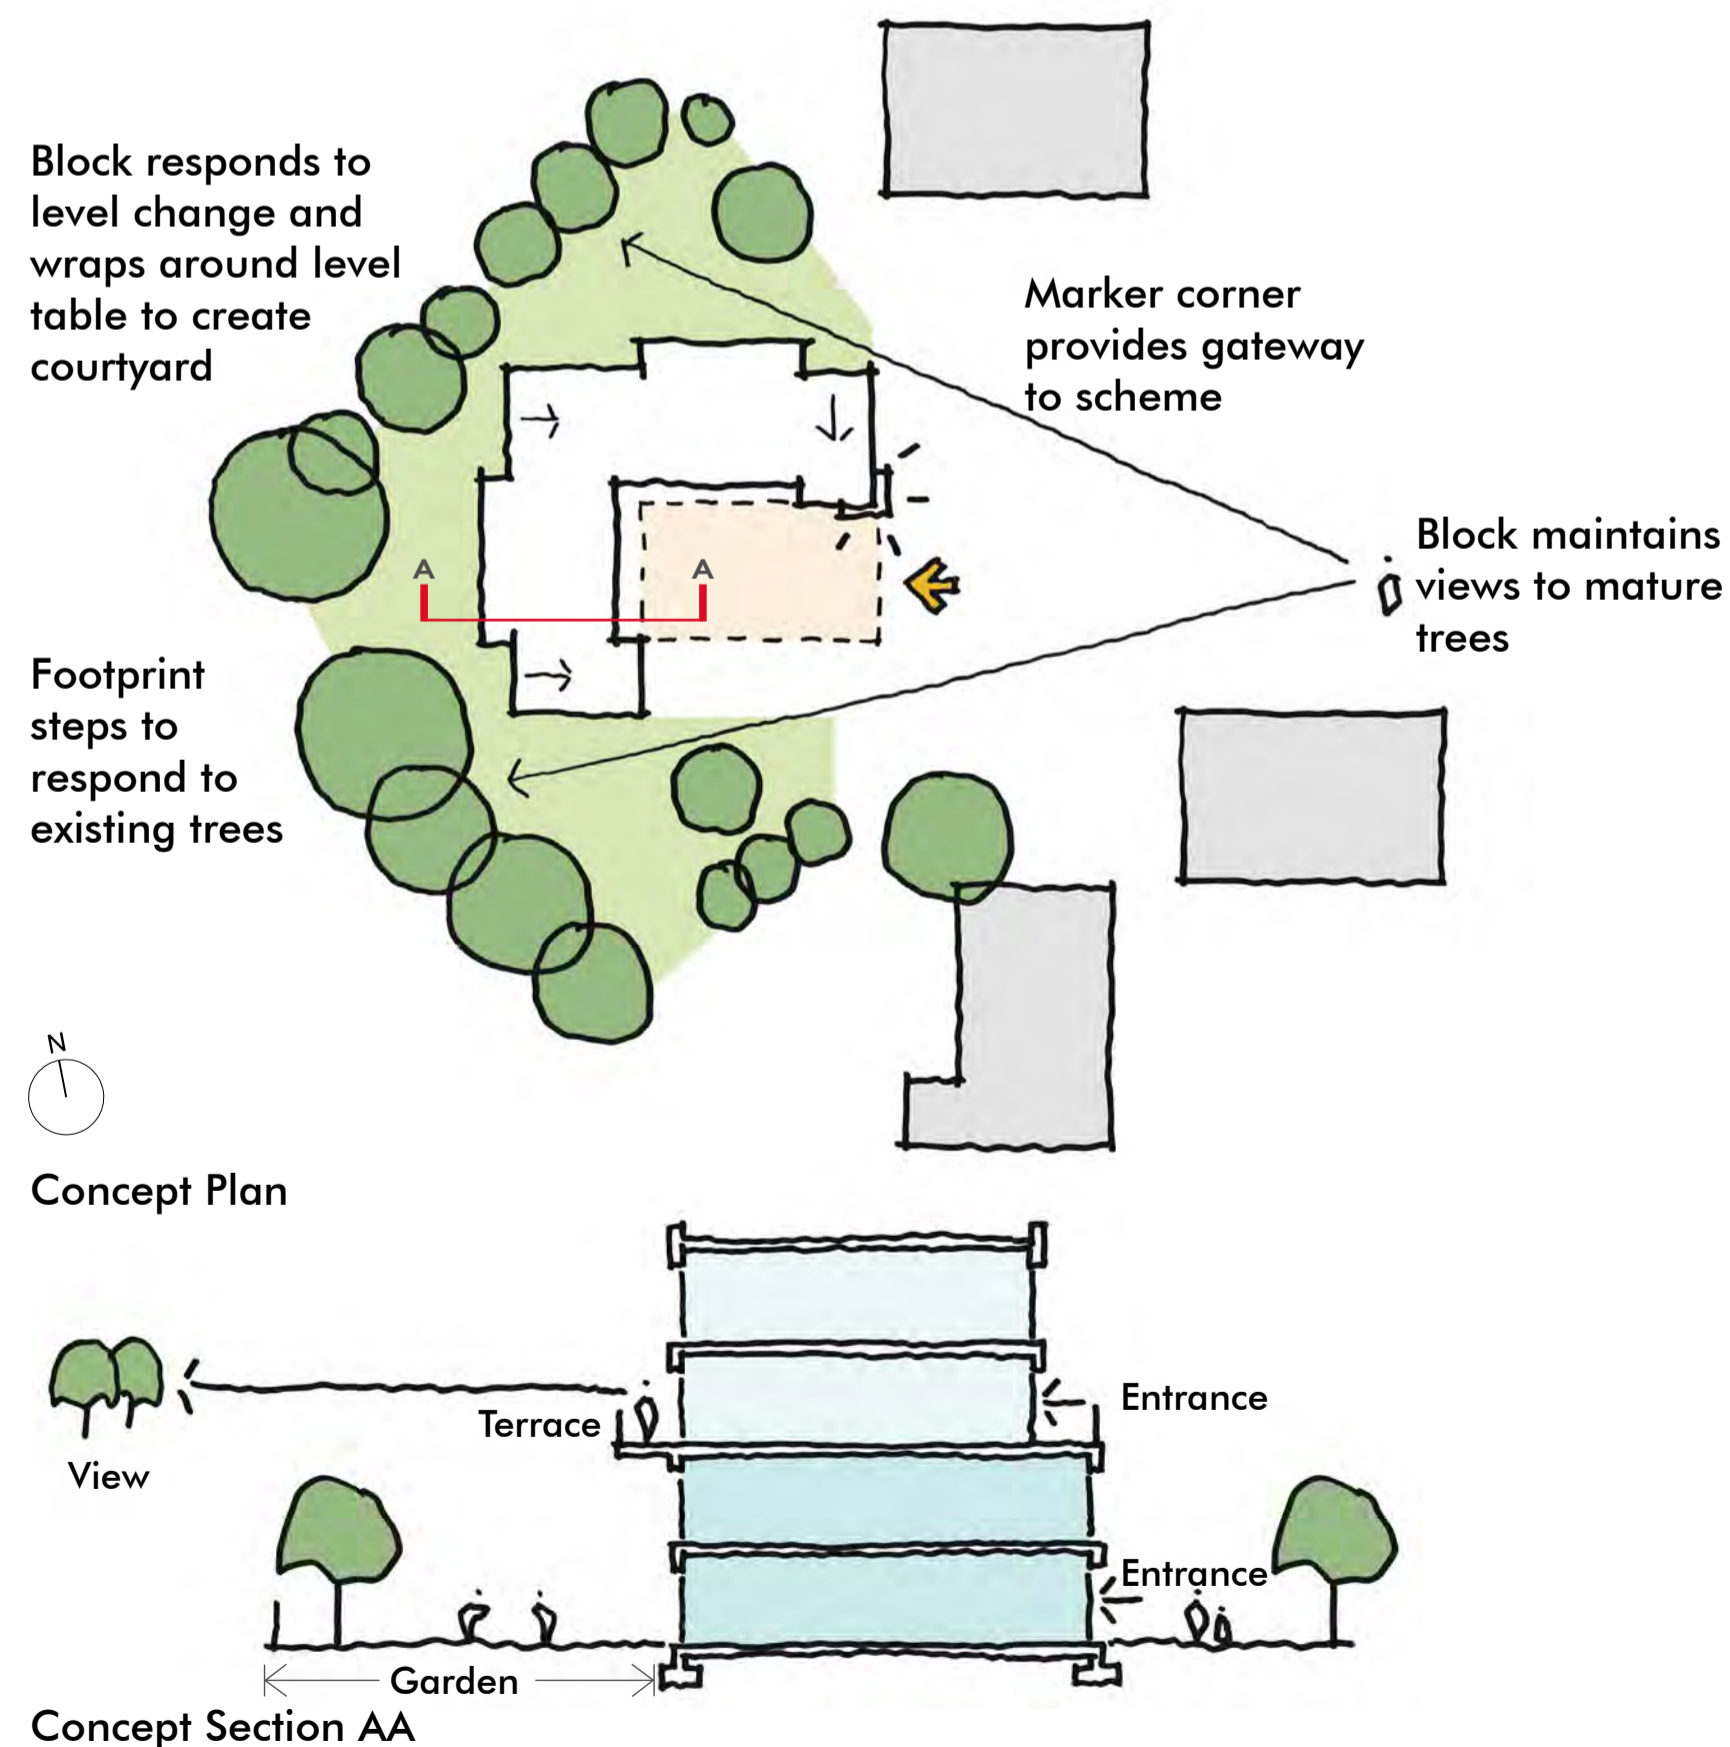 Block responds to
level change and
wraps around level
table to create
courtyard
Marker corner
provides gateway
to scheme
Block maintains
views to mature
trees
A
A
Footprint
steps to
respond to
existing trees
N
Concept Plan
Entrance
Terrace
View
Entrance
Garden
Concept Section AA